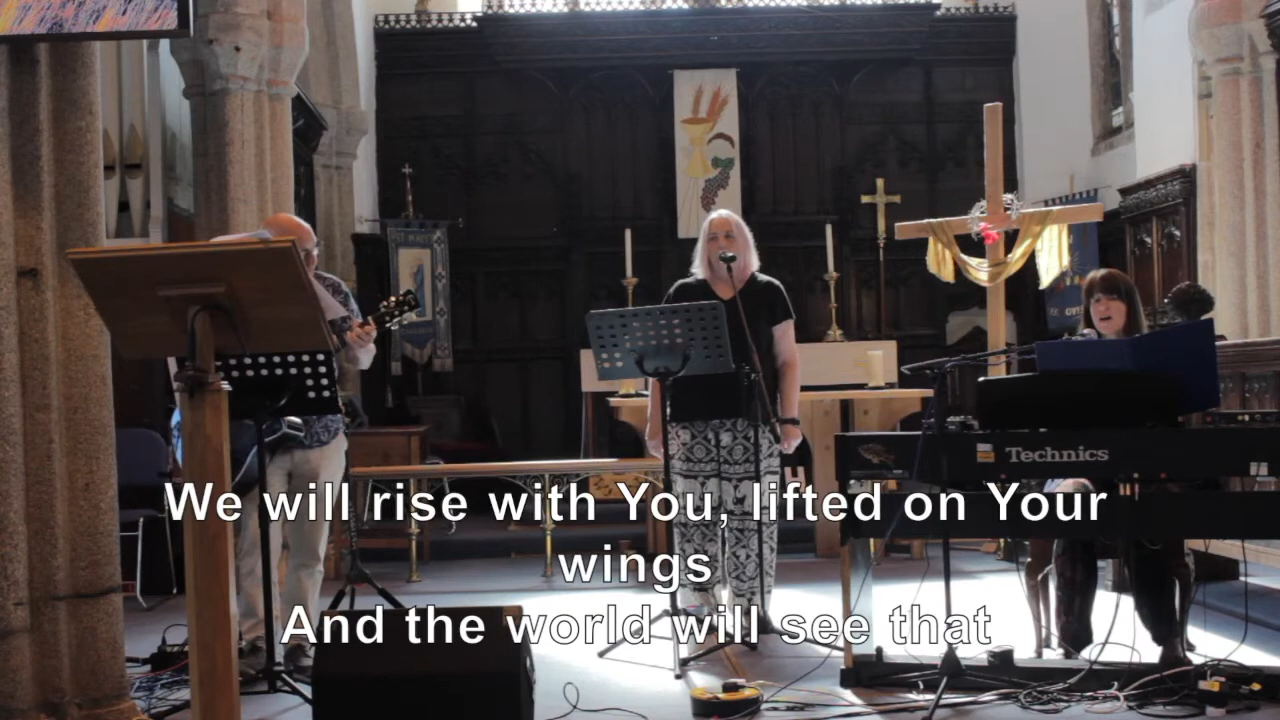 Technics
We will rise with You, lifted on Your
wings
And the world will see that